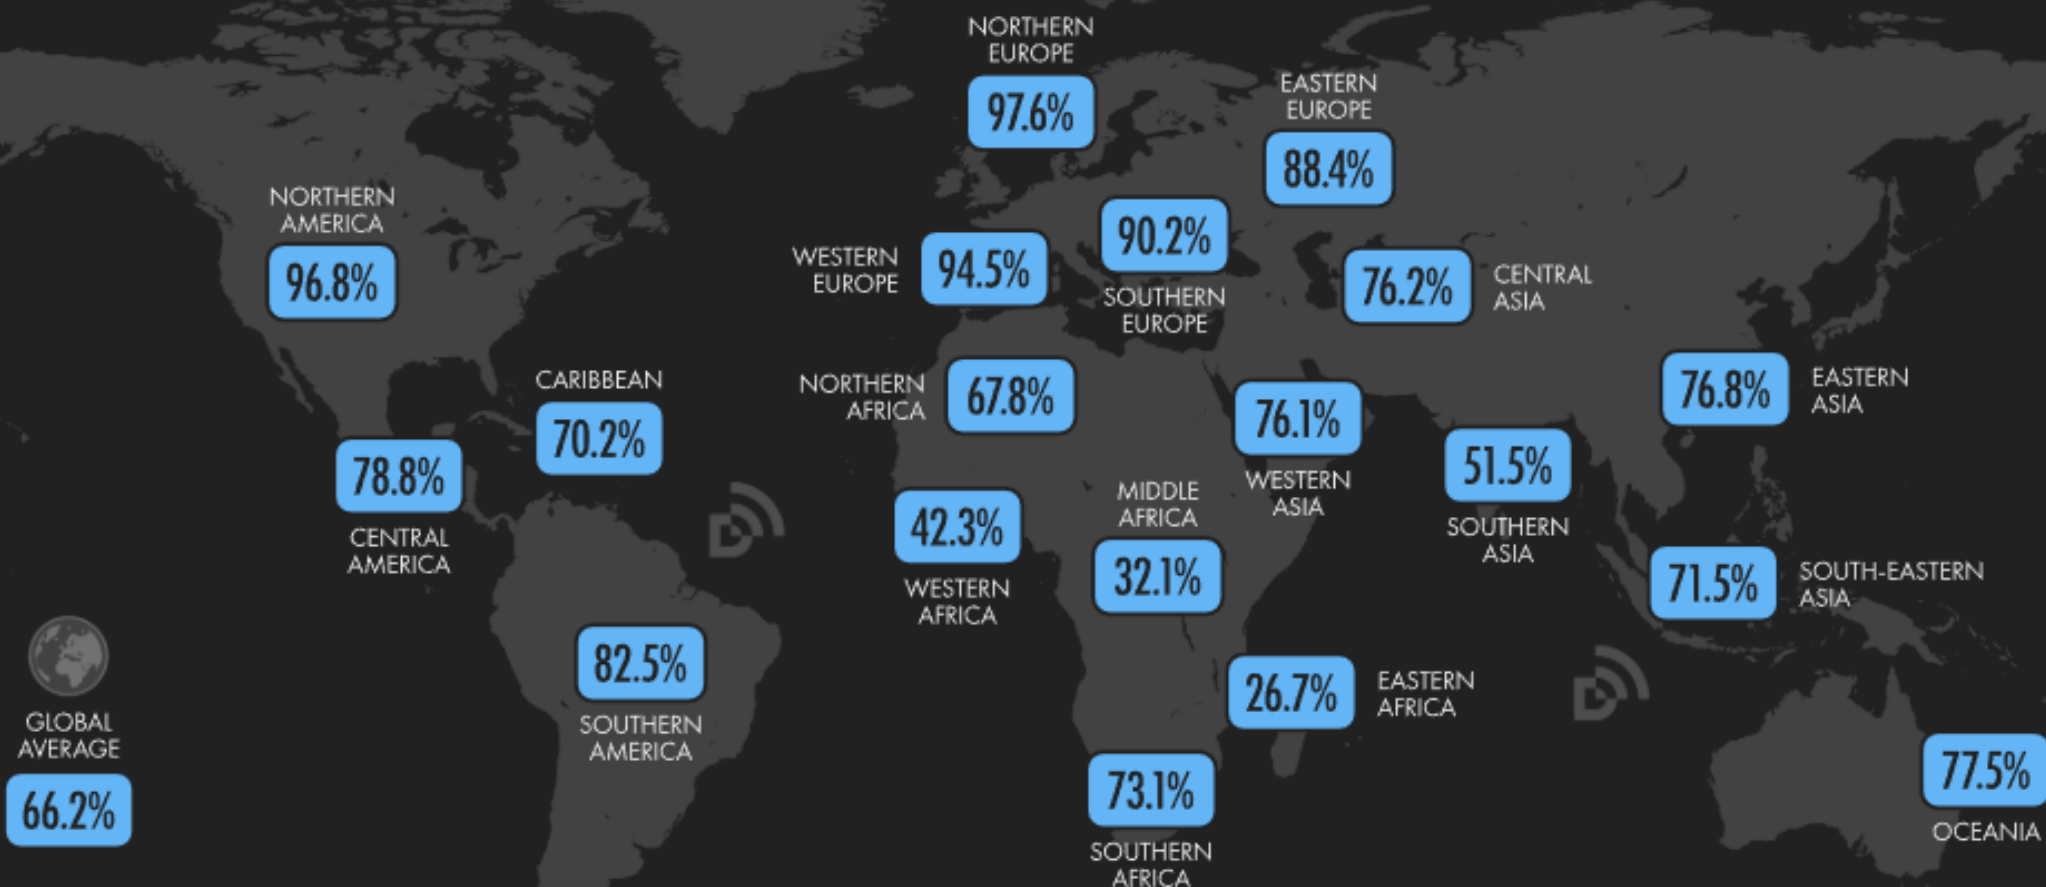 NORTHERN
EUROPE
97.6%
EASTERN
EUROPE
88.4%
NORTHERN
AMERICA
96.8%
WESTERN
EUROPE
94.5%
90.2%
SOUTHERN
EUROPE
76.2%
CENTRAL
ASIA
CARIBBEAN
70.2%
NORTHERN
AFRICA
67.8%
76.1%
WESTERN
ASIA
76.8%
EASTERN
ASIA
78.8%
CENTRAL
AMERICA
51.5%
SOUTHERN
ASIA
42.3%
WESTERN
AFRICA
MIDDLE
AFRICA
32.1%
71.5%
SOUTH-EASTERN
ASIA
82.5%
SOUTHERN
AMERICA
26.7%
EASTERN
AFRICA
GLOBAL
AVERAGE
66.2%
73.1%
SOUTHERN
AFRICA
77.5%
OCEANIA